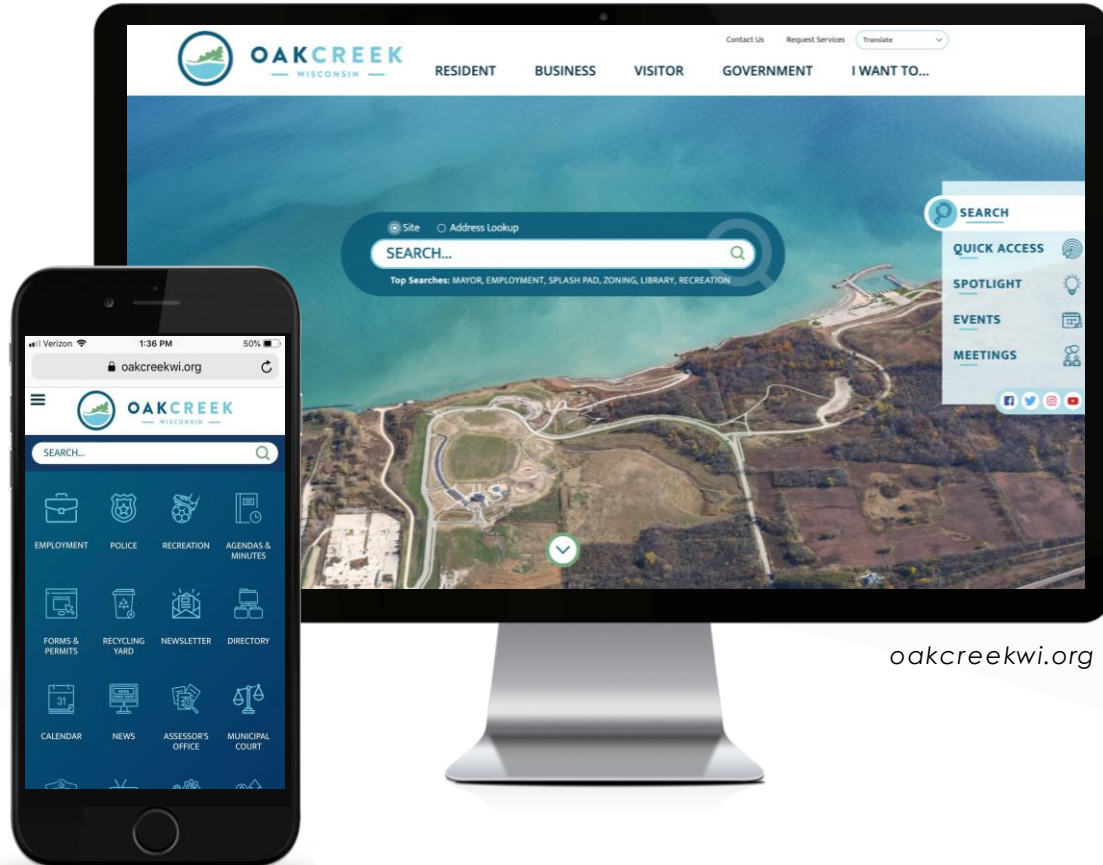 Contact Us Request Services Translate
OAKCREEK
WISCONSIN
RESIDENT BUSINESS VISITOR GOVERNMENT I WANT TO...
Site Address Lookup
SEARCH...
Top Searches: MAYOR, EMPLOYMENT, SPLASH PAD, ZONING, LIBRARY, RECREATION
SEARCH
QUICK ACCESS
SPOTLIGHT
EVENTS
MEETINGS
oakcreekwi.org
Verizon 1:36 PM 50%
oakcreekwi.org
OAKCREEK
WISCONSIN
SEARCH...
EMPLOYMENT POLICE RECREATION AGENDAS &
MINUTES
FORMS & RECYCLING NEWSLETTER DIRECTORY
PERMITS YARD
31 NEWS
CALENDAR NEWS ASSESSOR'S MUNICIPAL
OFFICE COURT